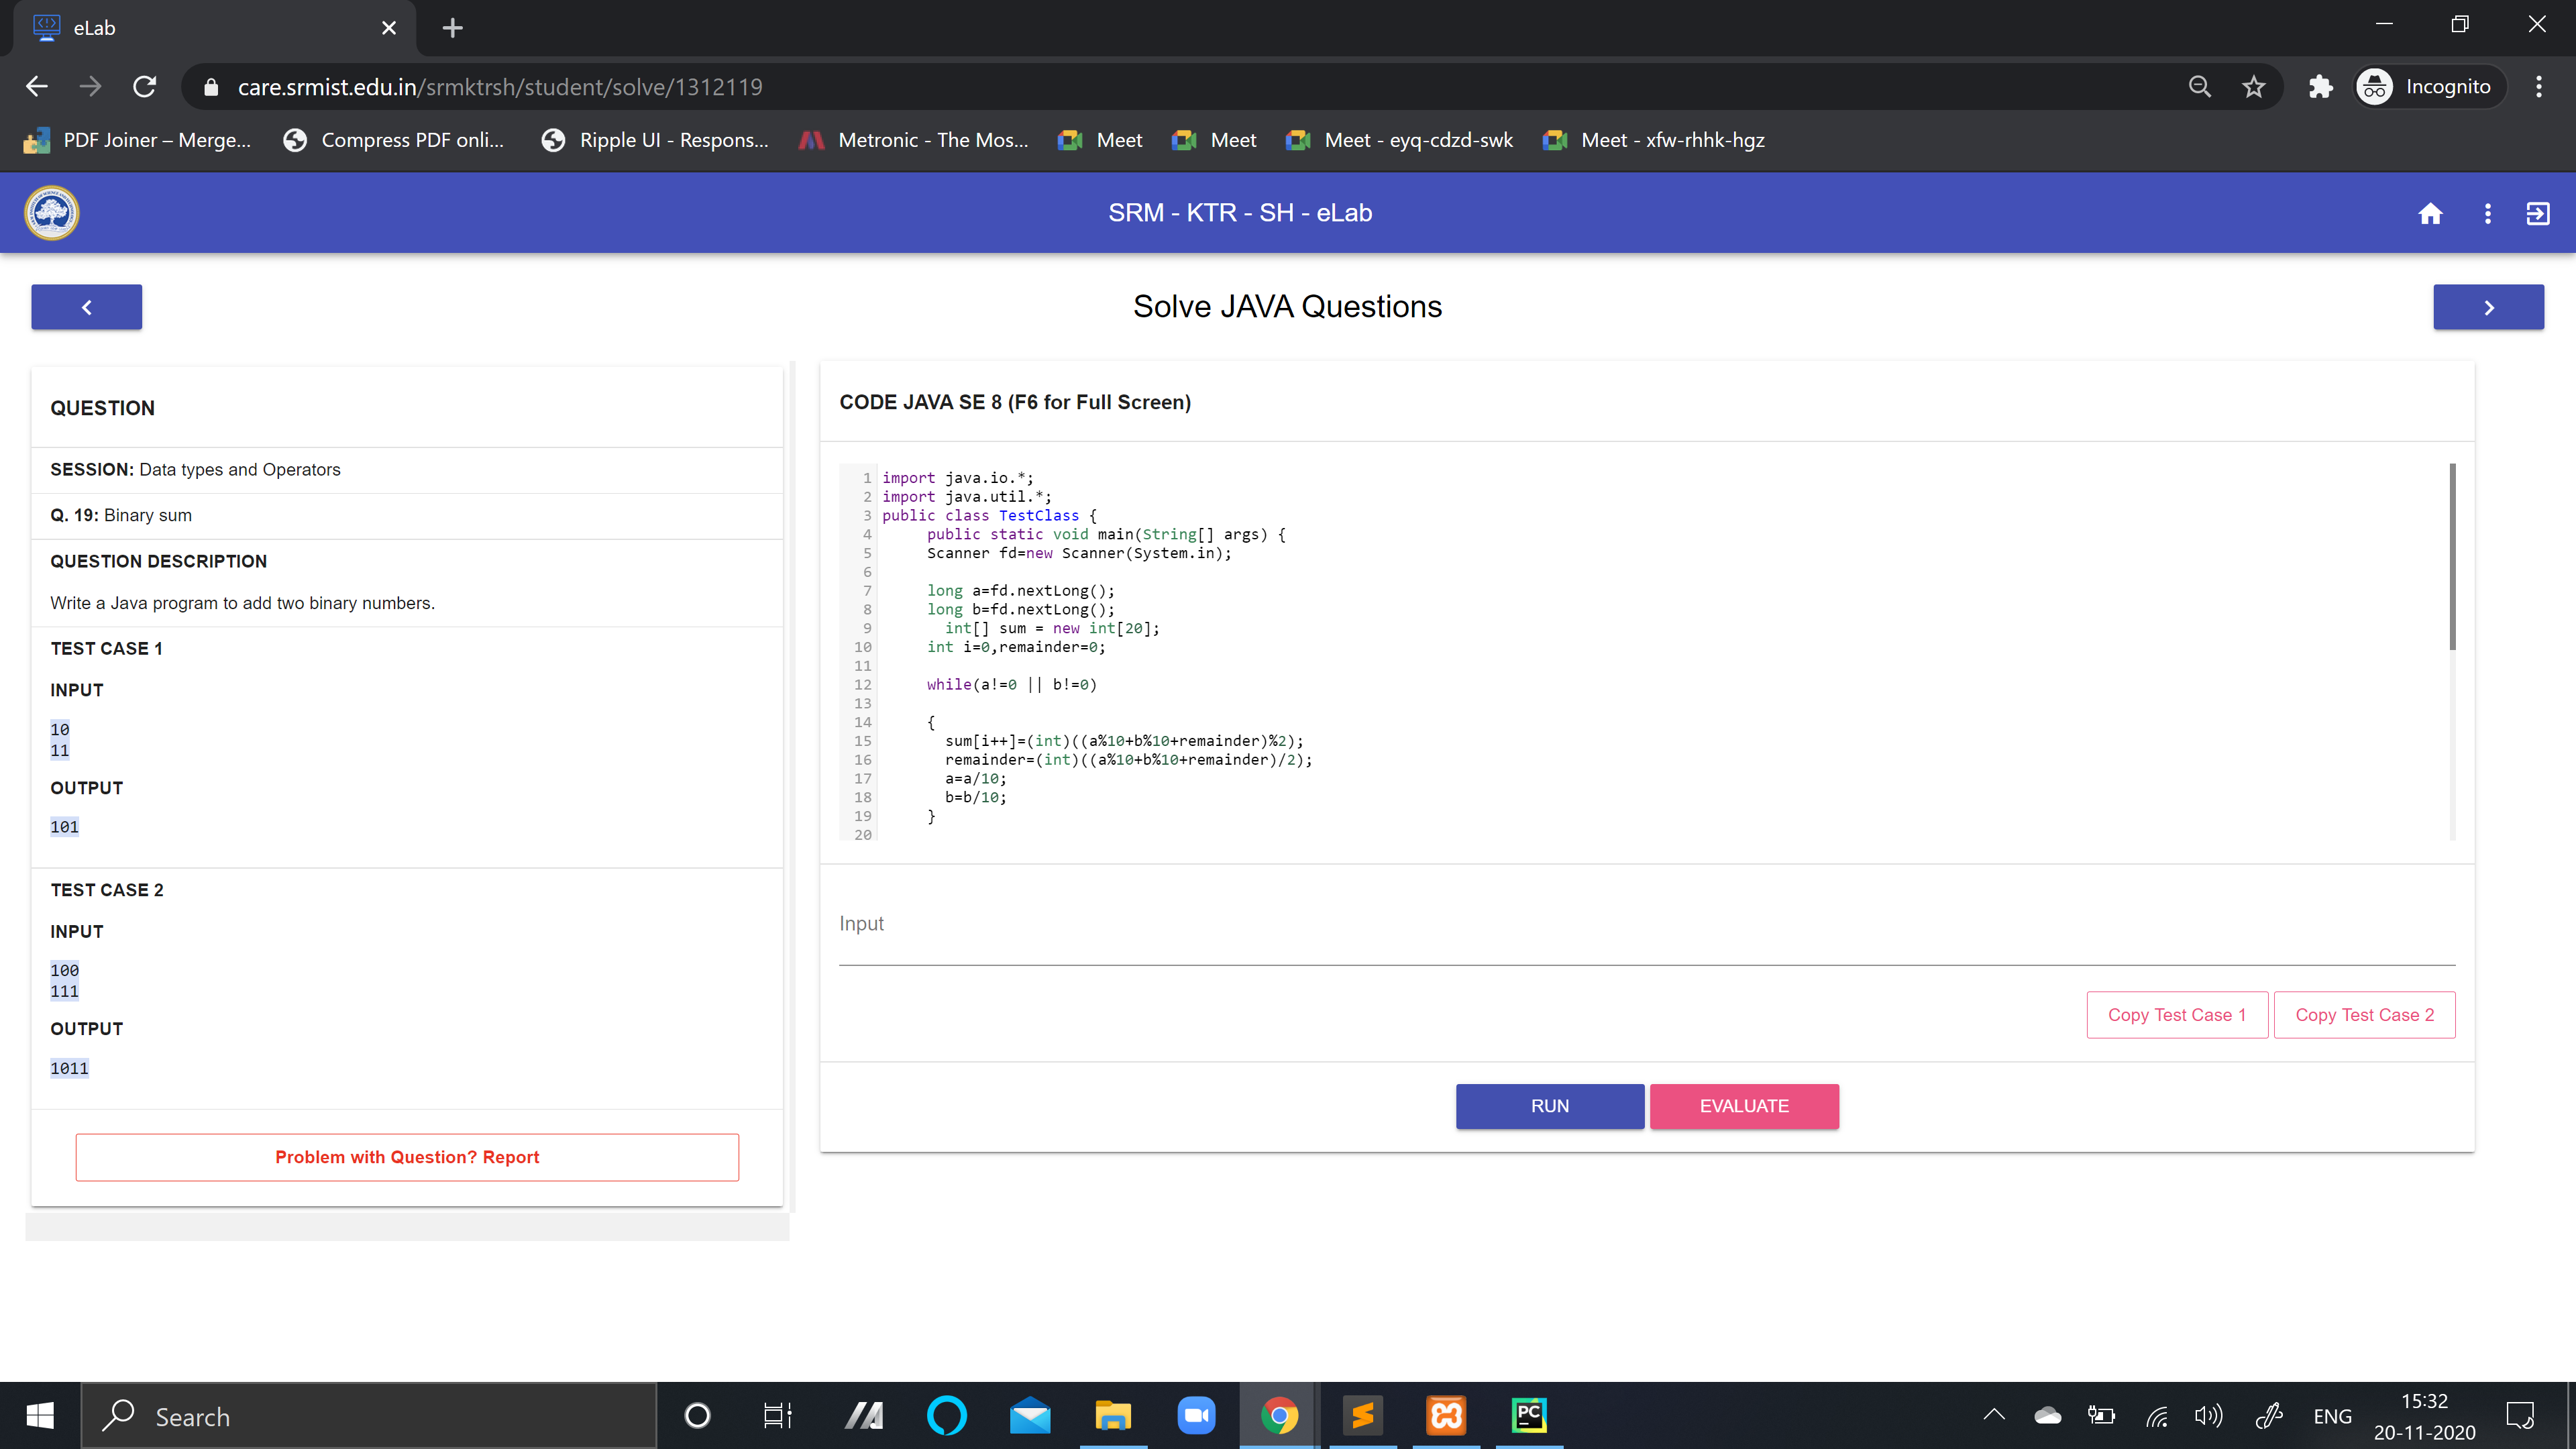 eLab
care.srmist.edu.in/srmktrsh/student/solve/1312119
Incognito
PDF Joiner – Merge...
Compress PDF onli...
Ripple UI - Respons...
Metronic - The Mos...
Meet
Meet
Meet - eyq-cdzd-swk
Meet - xfw-rhhk-hgz
SRM - KTR - SH - eLab
Solve JAVA Questions
QUESTION
SESSION: Data types and Operators
Q. 19: Binary sum
QUESTION DESCRIPTION
Write a Java program to add two binary numbers.
TEST CASE 1
INPUT
10
11
OUTPUT
101
TEST CASE 2
INPUT
100
111
OUTPUT
1011
Problem with Question? Report
CODE JAVA SE 8 (F6 for Full Screen)
1 import java.io.*;
2 import java.util.*;
3 public class TestClass {
4 public static void main(String[] args) {
5 Scanner fd=new Scanner(System.in);
6
7 long a=fd.nextLong();
8 long b=fd.nextLong();
9 int[] sum = new int[20];
10 int i=0,remainder=0;
11
12 while(a!=0 || b!=0)
13
14 {
15 sum[i++]=(int)((a%10+b%10+remainder)%2);
16 remainder=(int)((a%10+b%10+remainder)/2);
17 a=a/10;
18 b=b/10;
19 }
20
Input
Copy Test Case 1
Copy Test Case 2
RUN
EVALUATE
Search
PC
ENG
15:32
20-11-2020